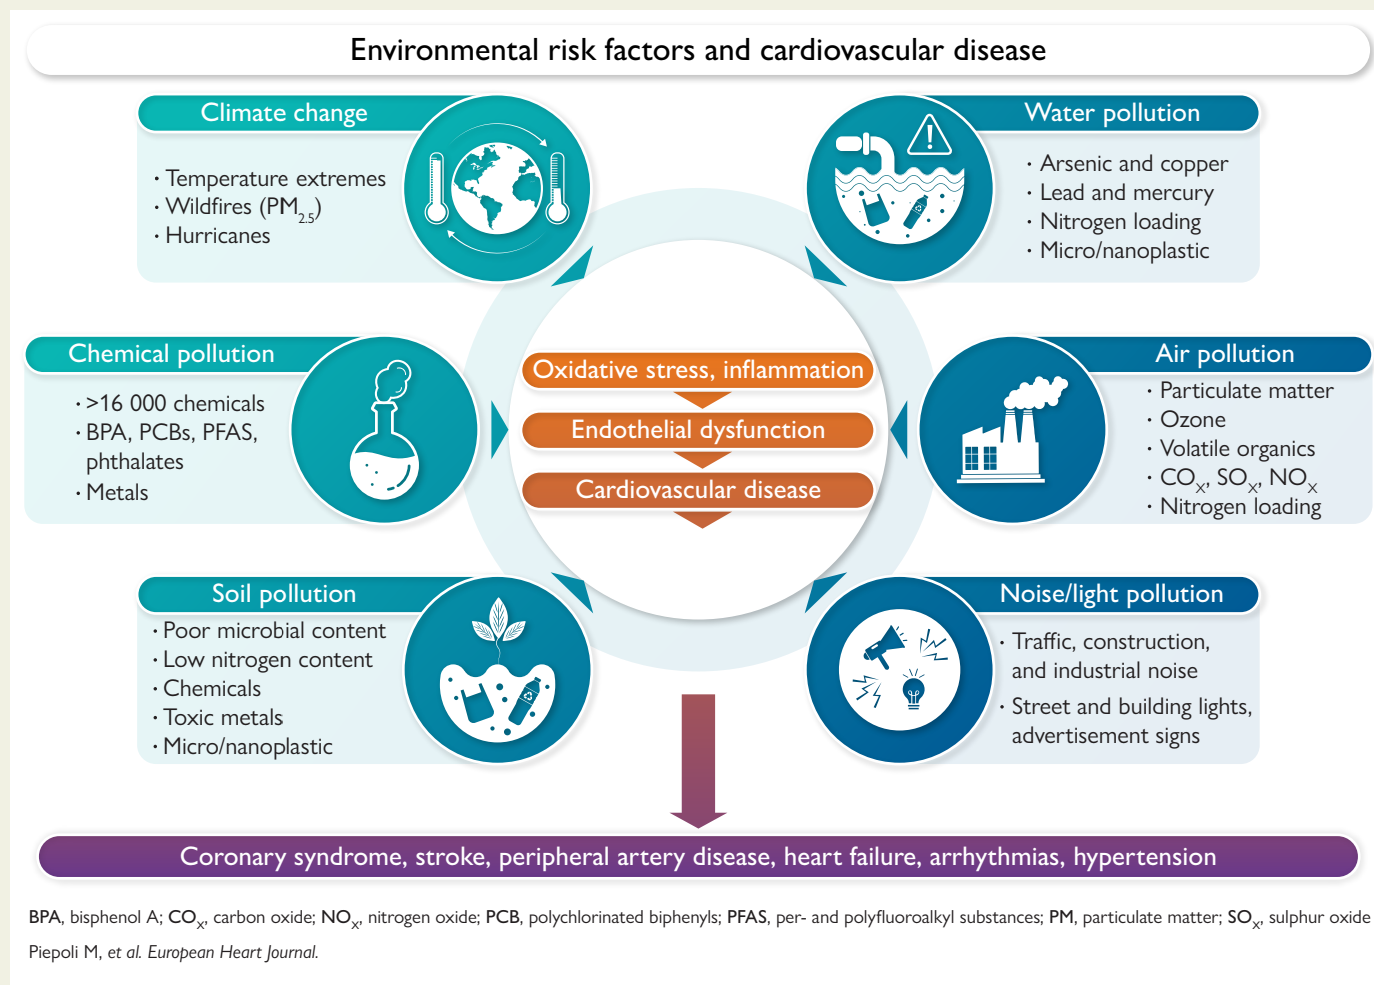 Environmental risk factors and cardiovascular disease
Climate change
· Temperature extremes
· Wildfires (PM2.5)
· Hurricanes
Water pollution
· Arsenic and copper
· Lead and mercury
· Nitrogen loading
· Micro/nanoplastic
Chemical pollution
· >16 000 chemicals
· BPA, PCBs, PFAS,
phthalates
· Metals
Oxidative stress, inflammation
Endothelial dysfunction
Cardiovascular disease
Air pollution
· Particulate matter
· Ozone
· Volatile organics
· COX, SOX, NOX
· Nitrogen loading
Soil pollution
· Poor microbial content
· Low nitrogen content
· Chemicals
· Toxic metals
· Micro/nanoplastic
Noise/light pollution
· Traffic, construction,
and industrial noise
· Street and building lights,
advertisement signs
Coronary syndrome, stroke, peripheral artery disease, heart failure, arrhythmias, hypertension
BPA, bisphenol A; COX, carbon oxide; NOX, nitrogen oxide; PCB, polychlorinated biphenyls; PFAS, per- and polyfluoroalkyl substances; PM, particulate matter; SOX, sulphur oxide
Piepoli M, et al. European Heart Journal.